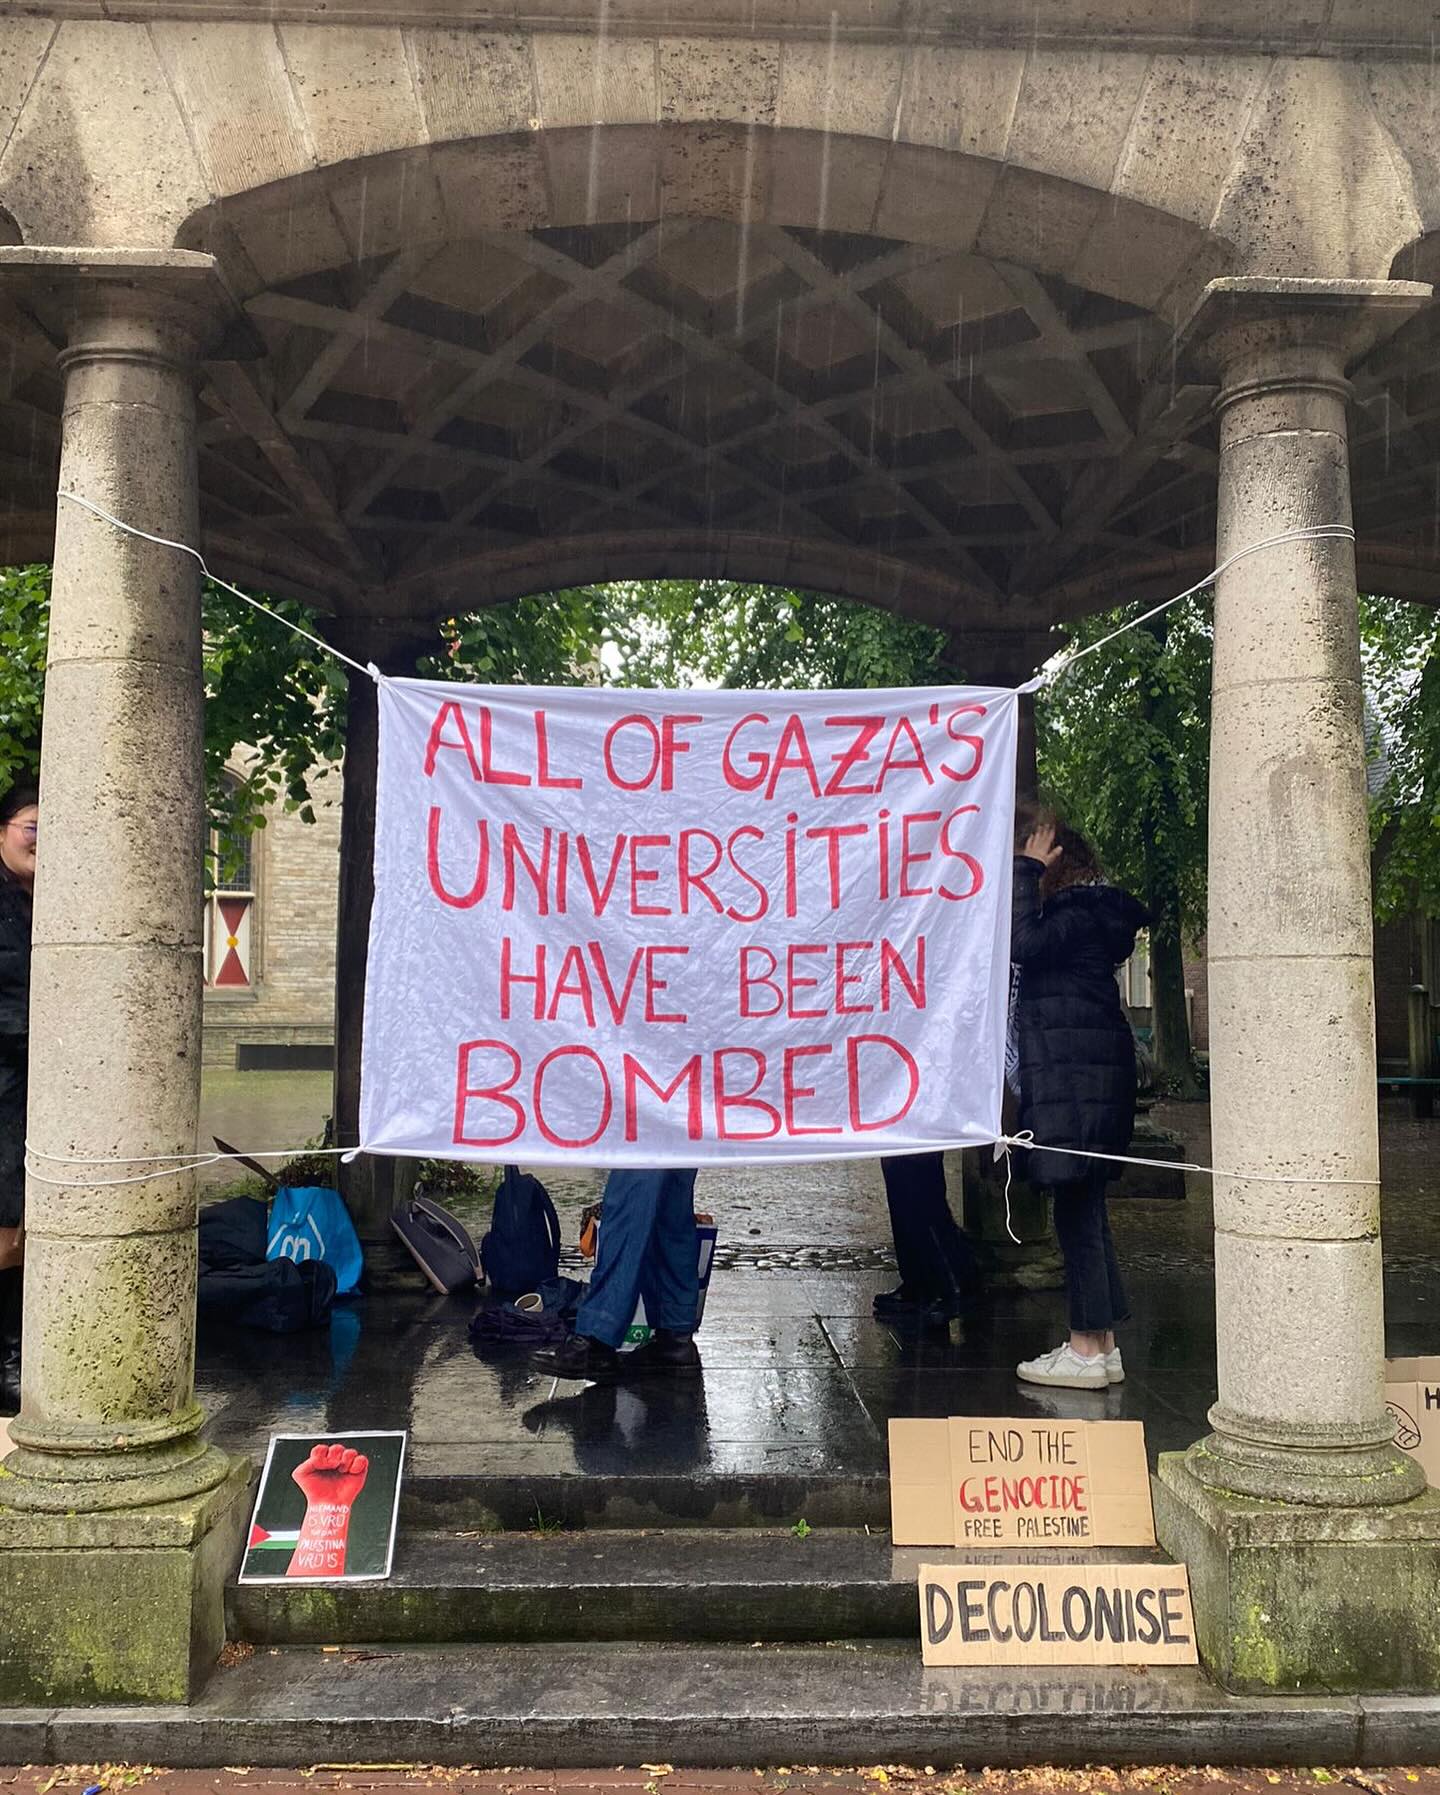 ALL OF GAZA'S
UNIVERSITIES
HAVE BEEN
BOMBED
NIEMAND
IS VRIJ
TOTDAT
PALESTINA
VRIJ IS
END THE
GENOCIDE
FREE PALESTINE
DECOLONISE
H